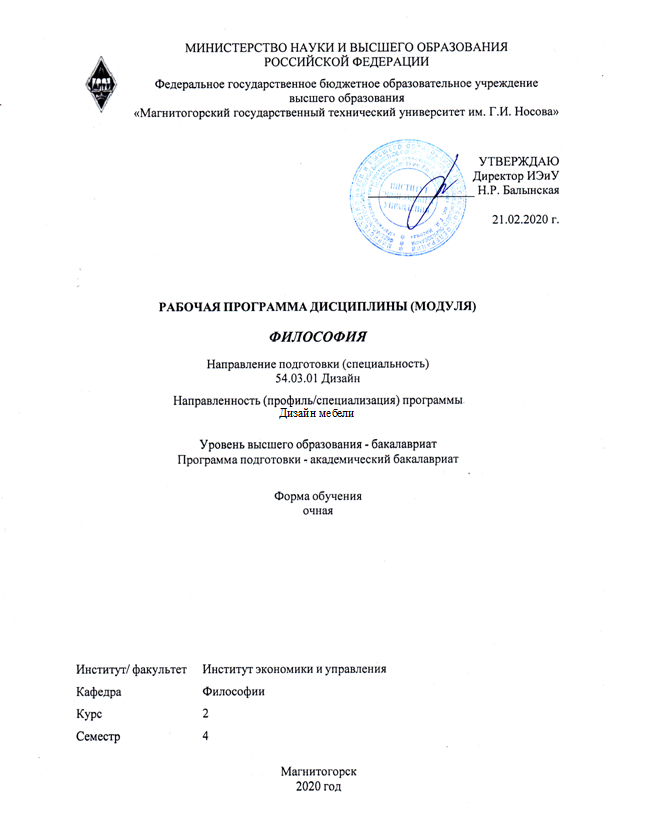 МИНИСТЕРСТВО НАУКИ И ВЫСШЕГО ОБРАЗОВАНИЯ
РОССИЙСКОЙ ФЕДЕРАЦИИ
Федеральное государственное бюджетное образовательное учреждение
высшего образования
«Магнитогорский государственный технический университет им. Г.И. Носова»
УТВЕРЖДАЮ
Директор ИЭиУ
Н.Р. Балынская
21.02.2020 г.
ИНСТИТУТ
УПРАВЛЕНИЯ
РАБОЧАЯ ПРОГРАММА ДИСЦИПЛИНЫ (МОДУЛЯ)
ФИЛОСОФИЯ
Направление подготовки (специальность)
54.03.01 Дизайн
Направленность (профиль/специализация) программы
Дизайн мебели
Уровень высшего образования - бакалавриат
Программа подготовки - академический бакалавриат
Форма обучения
очная
Институт/ факультет Институт экономики и управления
Кафедра Философии
Курс 2
Семестр 4
Магнитогорск
2020 год